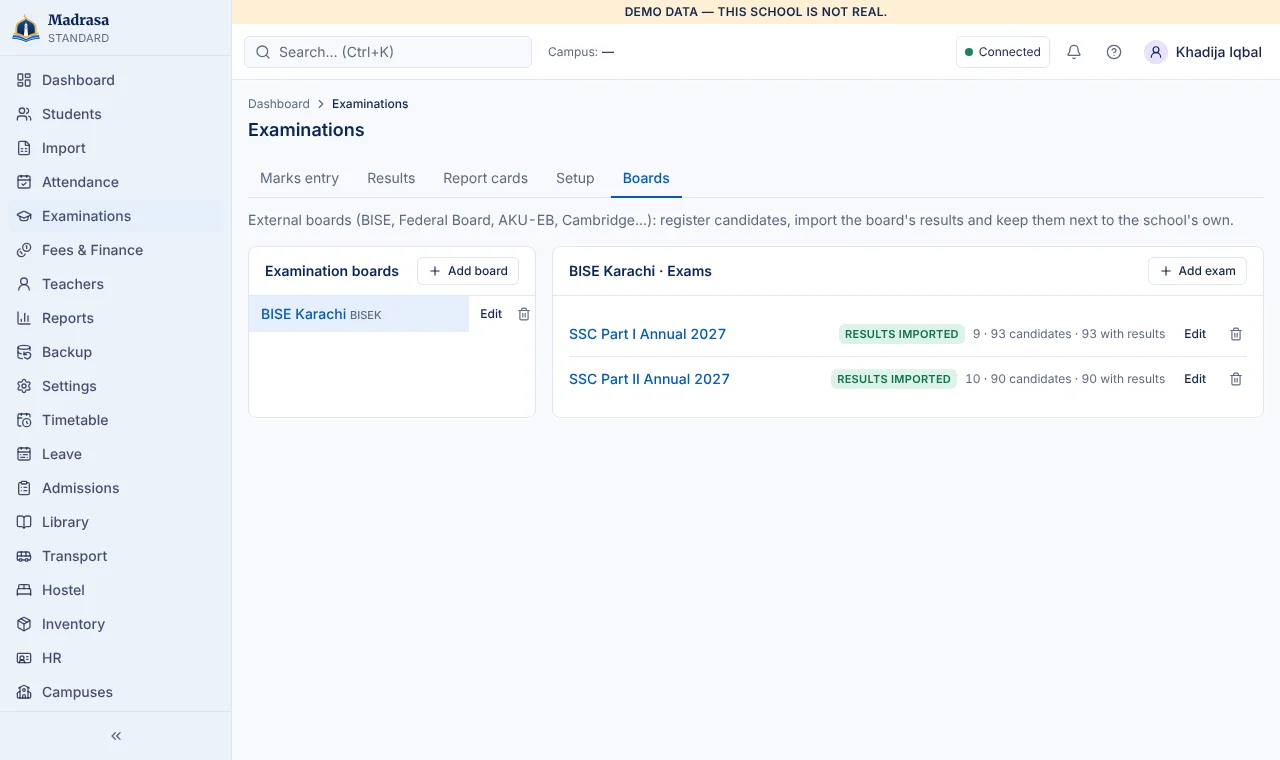 DEMO DATA — THIS SCHOOL IS NOT REAL.
Madrasa
STANDARD
Search... (Ctrl+K)
Campus: —
Connected
Khadija Iqbal
Dashboard
Students
Import
Attendance
Examinations
Fees & Finance
Teachers
Reports
Backup
Settings
Timetable
Leave
Admissions
Library
Transport
Hostel
Inventory
HR
Campuses
Dashboard > Examinations
Examinations
Marks entry Results Report cards Setup Boards
External boards (BISE, Federal Board, AKU-EB, Cambridge...): register candidates, import the board's results and keep them next to the school's own.
Examination boards
+ Add board
BISE Karachi BISEK Edit
BISE Karachi · Exams
+ Add exam
SSC Part I Annual 2027 RESULTS IMPORTED 9 · 93 candidates · 93 with results Edit
SSC Part II Annual 2027 RESULTS IMPORTED 10 · 90 candidates · 90 with results Edit